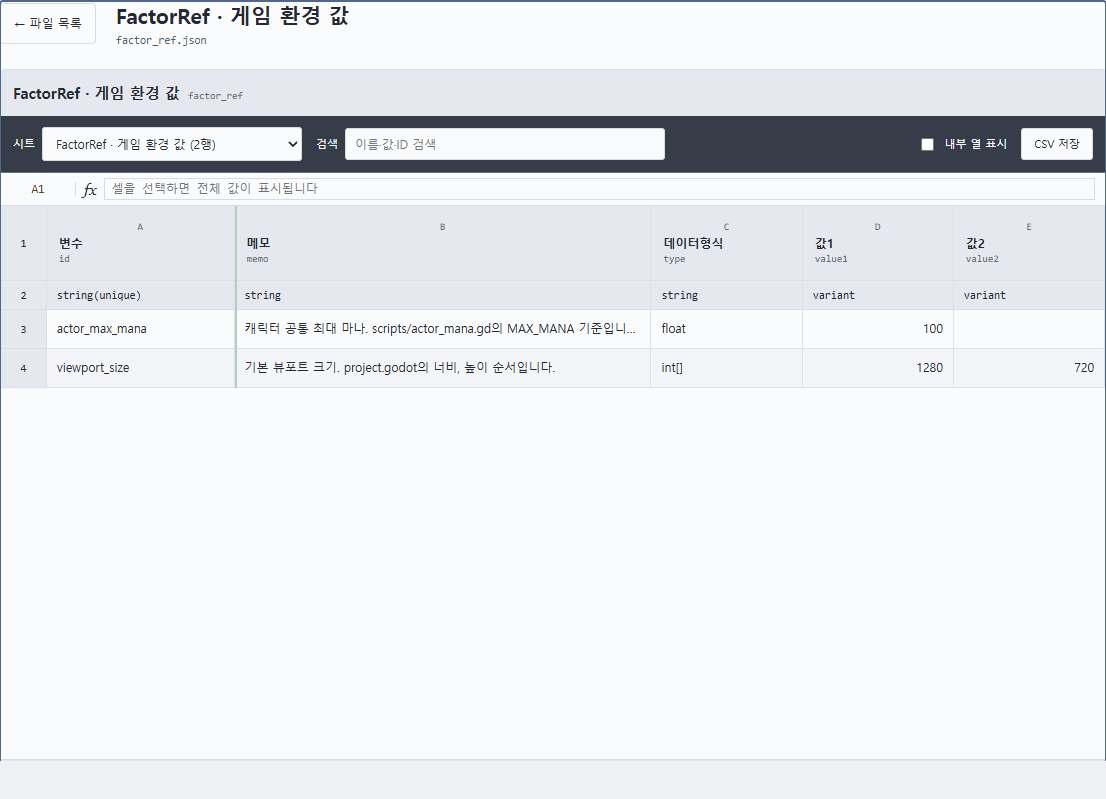 ← 파일 목록
FactorRef · 게임 환경 값
factor_ref.json
FactorRef · 게임 환경 값 factor_ref
시트 FactorRef · 게임 환경 값 (2행) 검색 이름·값·ID 검색 내부 열 표시 CSV 저장
A1 fx 셀을 선택하면 전체 값이 표시됩니다
A B C D E
1 변수 메모 데이터형식 값1 값2
id memo type value1 value2
2 string(unique) string string variant variant
3 actor_max_mana 캐릭터 공통 최대 마나. scripts/actor_mana.gd의 MAX_MANA 기준입니... float 100
4 viewport_size 기본 뷰포트 크기. project.godot의 너비, 높이 순서입니다. int[] 1280 720